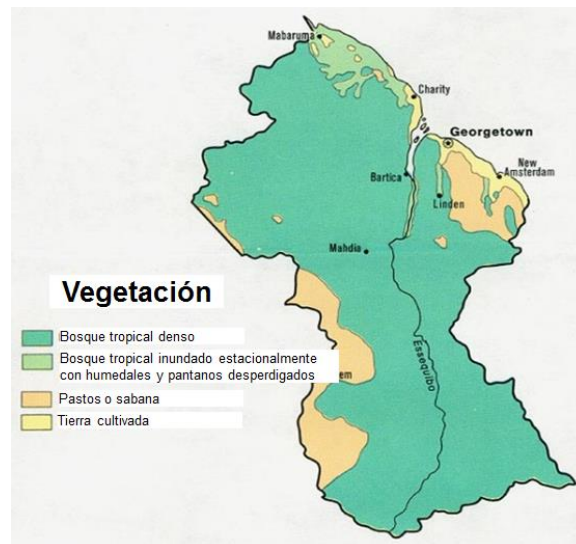 Mabaruma
Charity
Georgetown
New
Amsterdam
Bartica
Linden
Mahdia
Vegetación
Bosque tropical denso
Bosque tropical inundado estacionalmente
con humedales y pantanos desperdigados
Pastos o sabana
Tierra cultivada
Essequibo